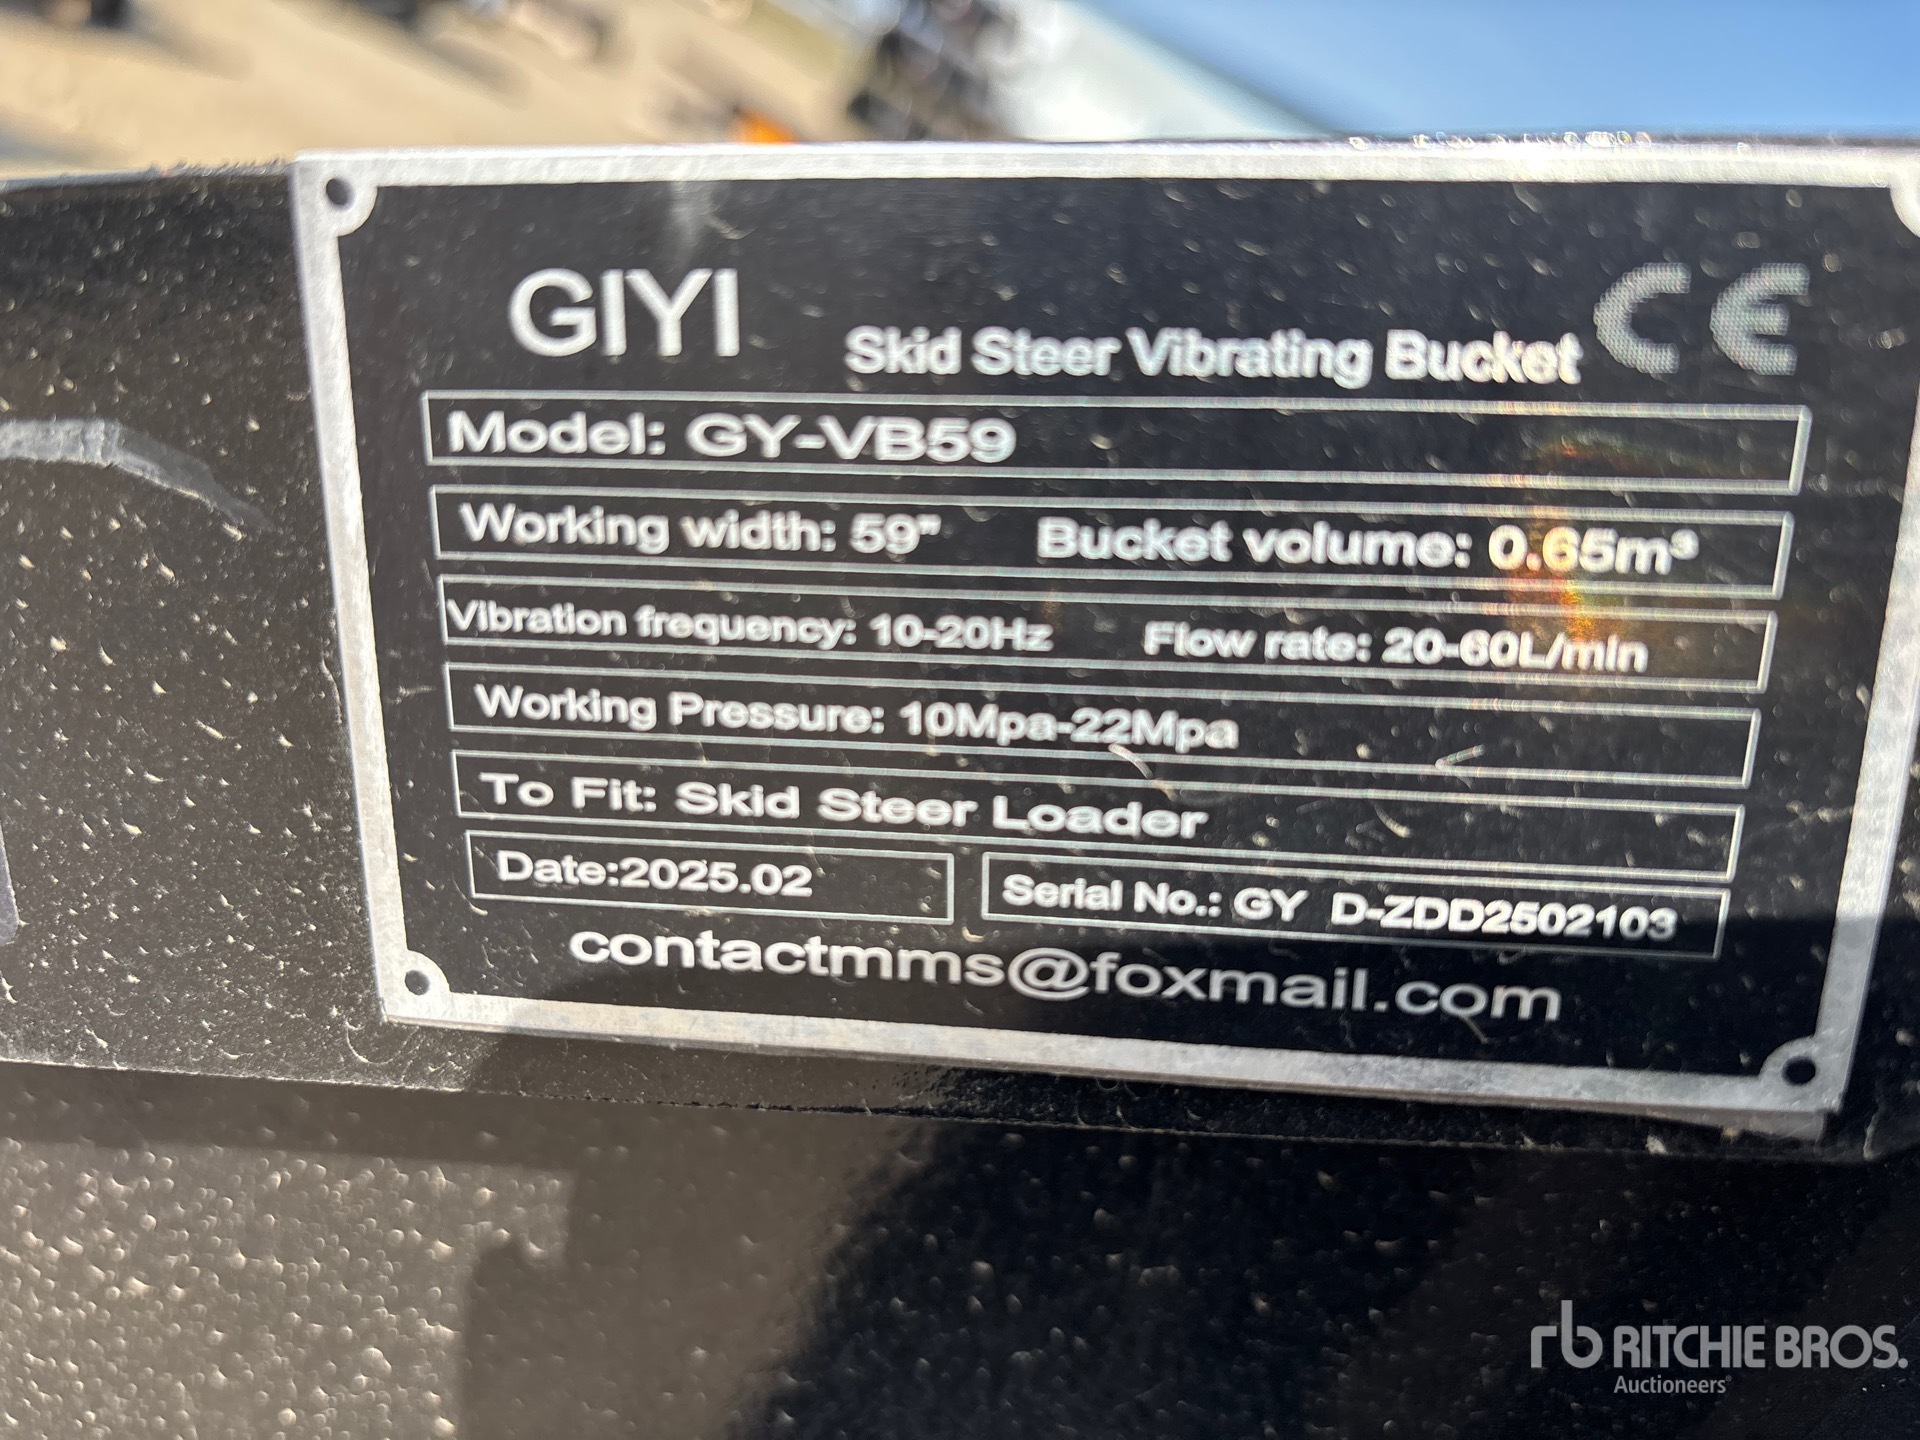 GIYI
Skid Steer Vibrating Bucket CE
Model: GY-VB59
Working width: 59" Bucket volume: 0.65m³
Vibration frequency: 10-20Hz Flow rate: 20-60L/min
Working Pressure: 10Mpa-22Mpa
To Fit: Skid Steer Loader
Date:2025.02 Serial No.: GY D-ZDD2502103
contactmms@foxmail.com
rb RITCHIE BROS.
Auctioneers